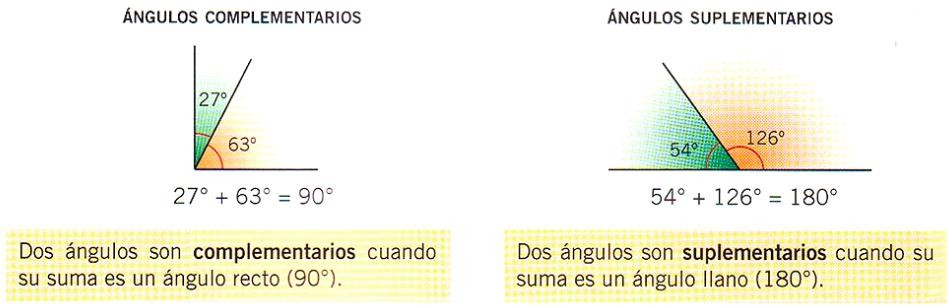 ÁNGULOS COMPLEMENTARIOS
27°
63°
27° + 63° = 90°
Dos ángulos son complementarios cuando
su suma es un ángulo recto (90°).
ÁNGULOS SUPLEMENTARIOS
54°
126°
54° + 126° = 180°
Dos ángulos son suplementarios cuando su
suma es un ángulo llano (180°).